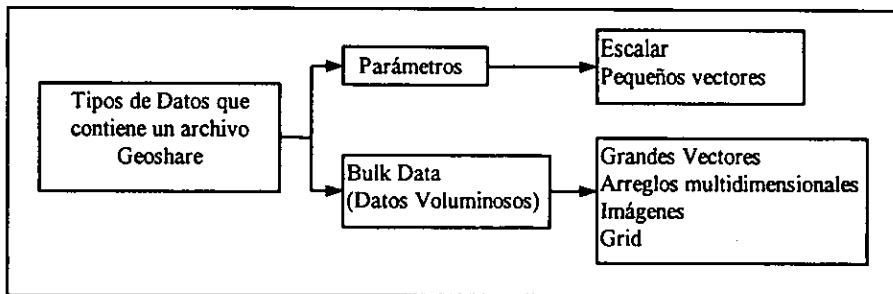 Tipos de Datos que
contiene un archivo
Geoshare
Parámetros
Escalar
Pequeños vectores
Bulk Data
(Datos Voluminosos)
Grandes Vectores
Arreglos multidimensionales
Imágenes
Grid